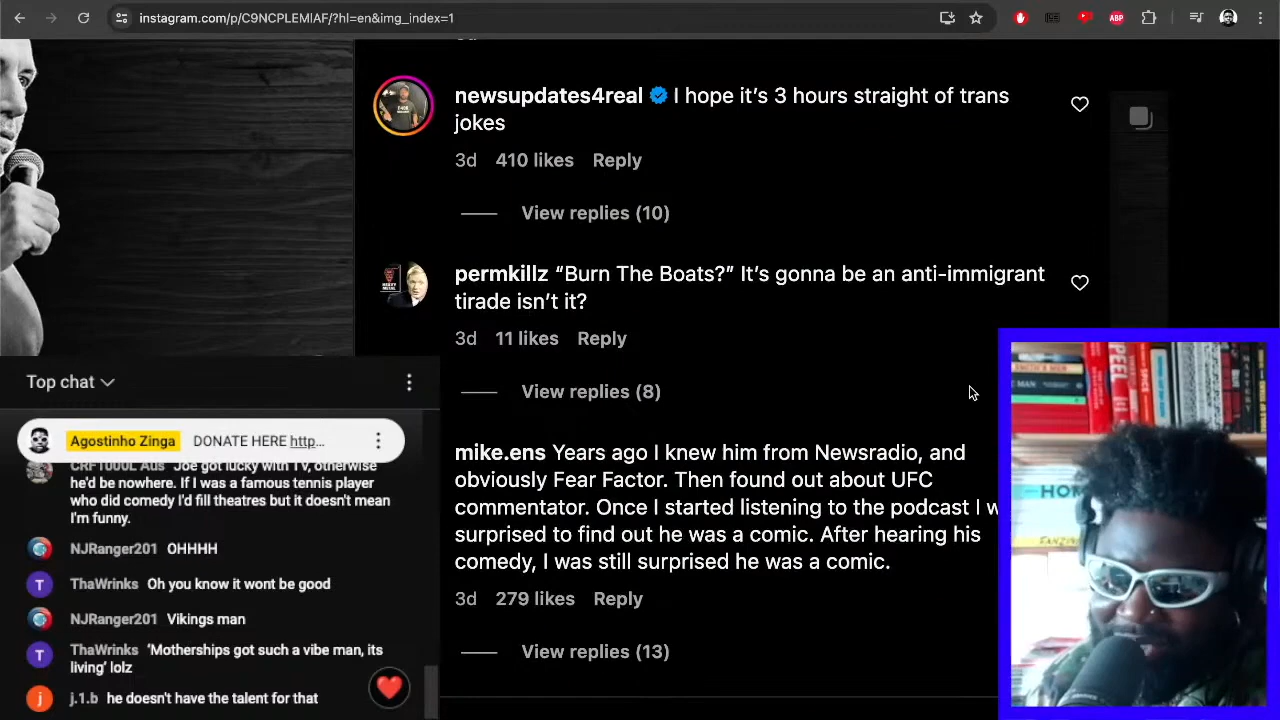 instagram.com/p/C9NCPLEMIAF/?hl=en&img_index=1
ABP
newsupdates4real I hope it's 3 hours straight of trans
jokes
3d 410 likes Reply
View replies (10)
permkillz “Burn The Boats?” It's gonna be an anti-immigrant
tirade isn't it?
3d 11 likes Reply
View replies (8)
mike.ens Years ago I knew him from Newsradio, and
obviously Fear Factor. Then found out about UFC
commentator. Once I started listening to the podcast I w
surprised to find out he was a comic. After hearing his
comedy, I was still surprised he was a comic.
3d 279 likes Reply
View replies (13)
Top chat
Agostinho Zinga DONATE HERE http...
CRFT000L Aus Joe got lucky with TV, otherwise
he'd be nowhere. If I was a famous tennis player
who did comedy I'd fill theatres but it doesn't mean
I'm funny.
NJRanger201 OHHHH
ThaWrinks Oh you know it wont be good
NJRanger201 Vikings man
ThaWrinks ‘Motherships got such a vibe man, its
living’ lolz
j.1.b he doesn't have the talent for that